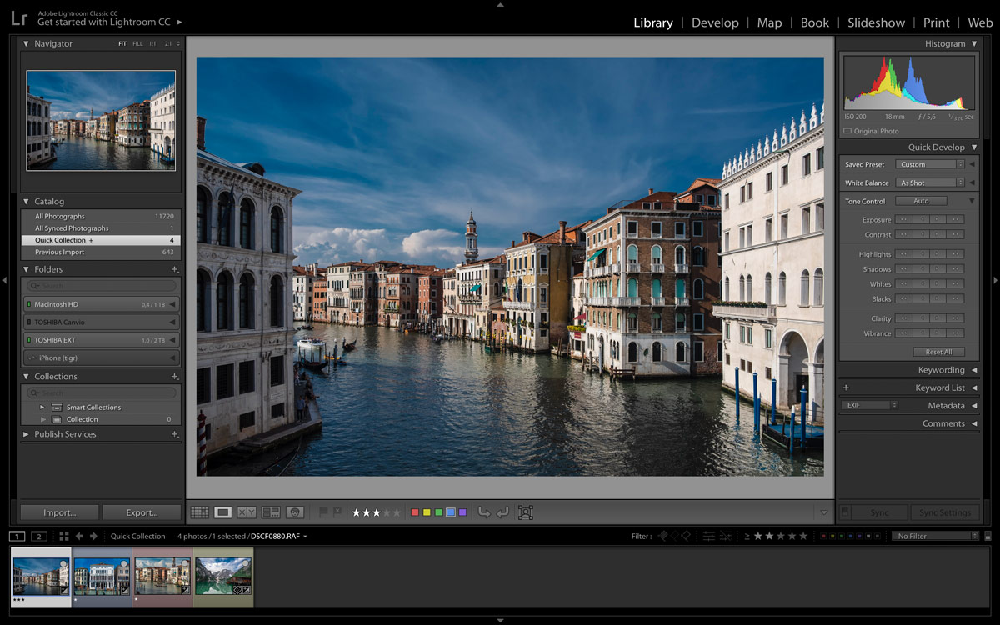 Lr
Adobe Lightroom Classic CC
Get started with Lightroom CC
Library | Develop | Map | Book | Slideshow | Print | Web
Navigator FIT FILL 1:1 2:1
Catalog
All Photographs 11720
All Synced Photographs 1
Quick Collection + 4
Previous Import 643
Folders +
Search
Macintosh HD 0,4 / 1 TB
TOSHIBA Canvio
TOSHIBA EXT 1,0 / 2 TB
iPhone (tigr)
Collections +
Search
Smart Collections
Collection 0
Publish Services +
Import... Export...
Histogram
ISO 200 18 mm ƒ / 5,6 1/320 sec
Original Photo
Quick Develop
Saved Preset Custom
White Balance As Shot
Tone Control Auto
Exposure
Contrast
Highlights
Shadows
Whites
Blacks
Clarity
Vibrance
Reset All
Keywording
+ Keyword List
EXIF Metadata
Comments
XY
Sync Sync Settings
1 2 Quick Collection 4 photos / 1 selected / DSCF0880.RAF Filter : ≥ No Filter